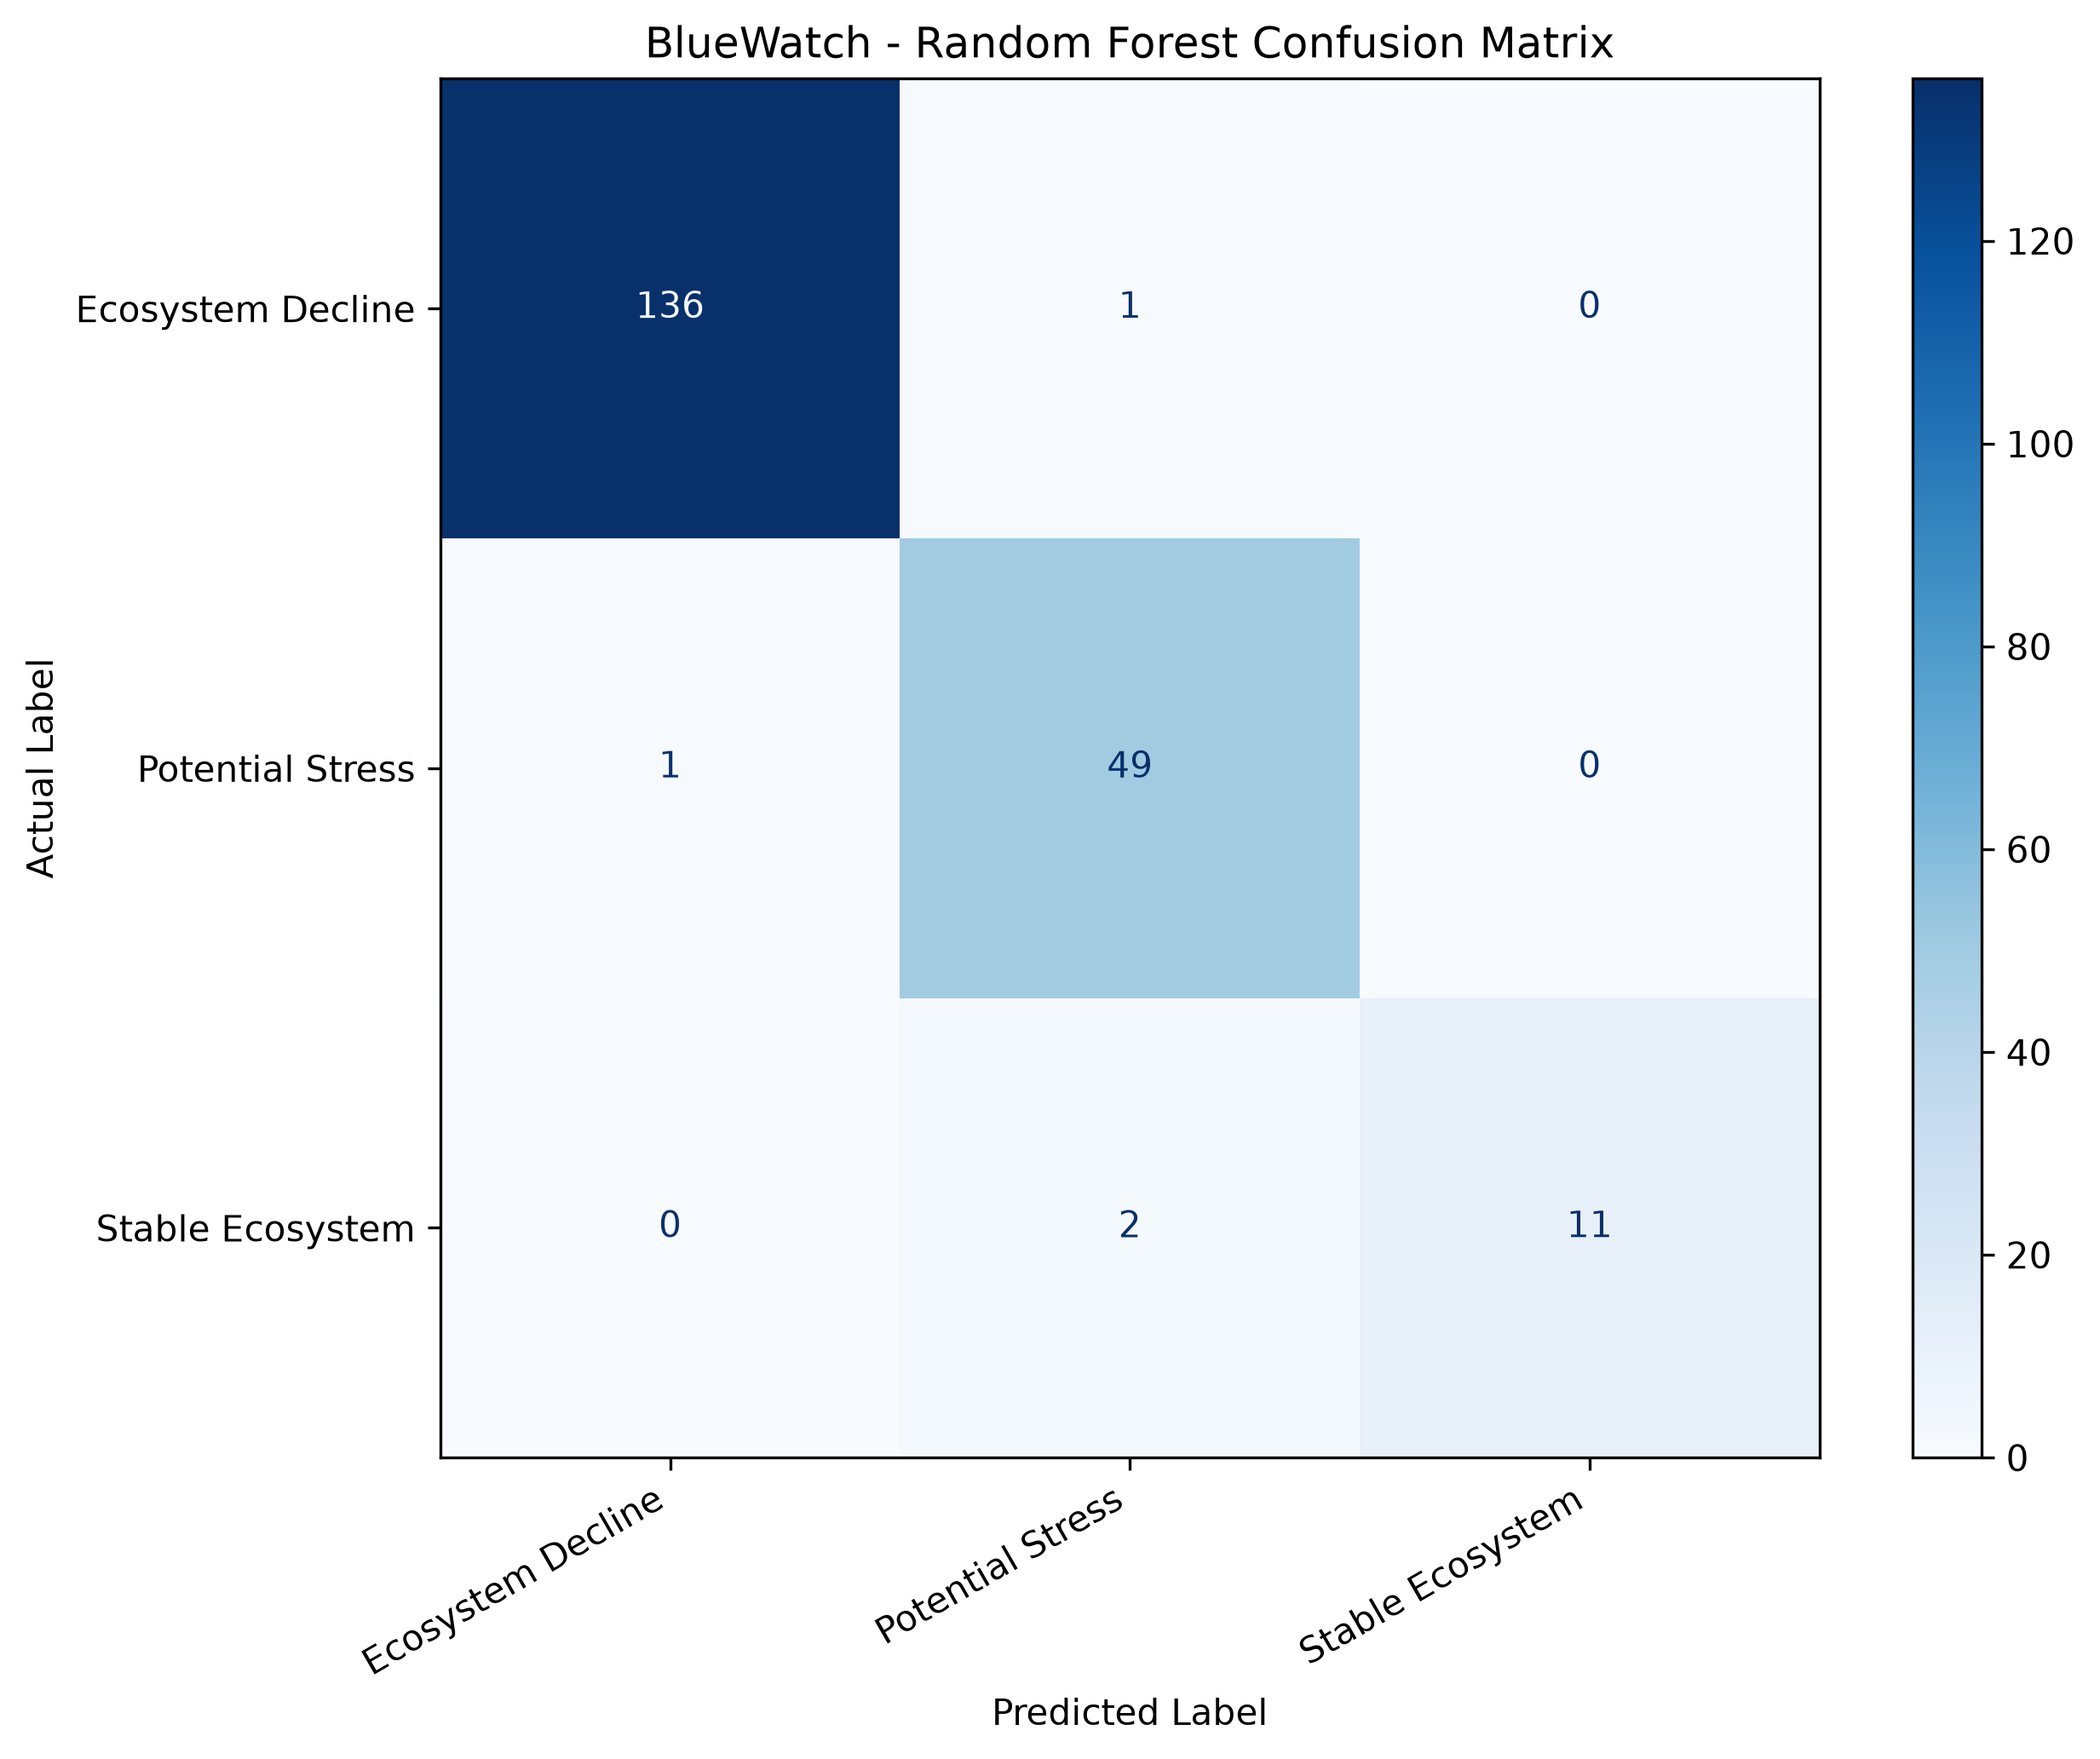 BlueWatch - Random Forest Confusion Matrix
Actual Label
Ecosystem Decline
136
1
0
Potential Stress
1
49
0
Stable Ecosystem
0
2
11
Ecosystem Decline
Potential Stress
Stable Ecosystem
Predicted Label
120
100
80
60
40
20
0